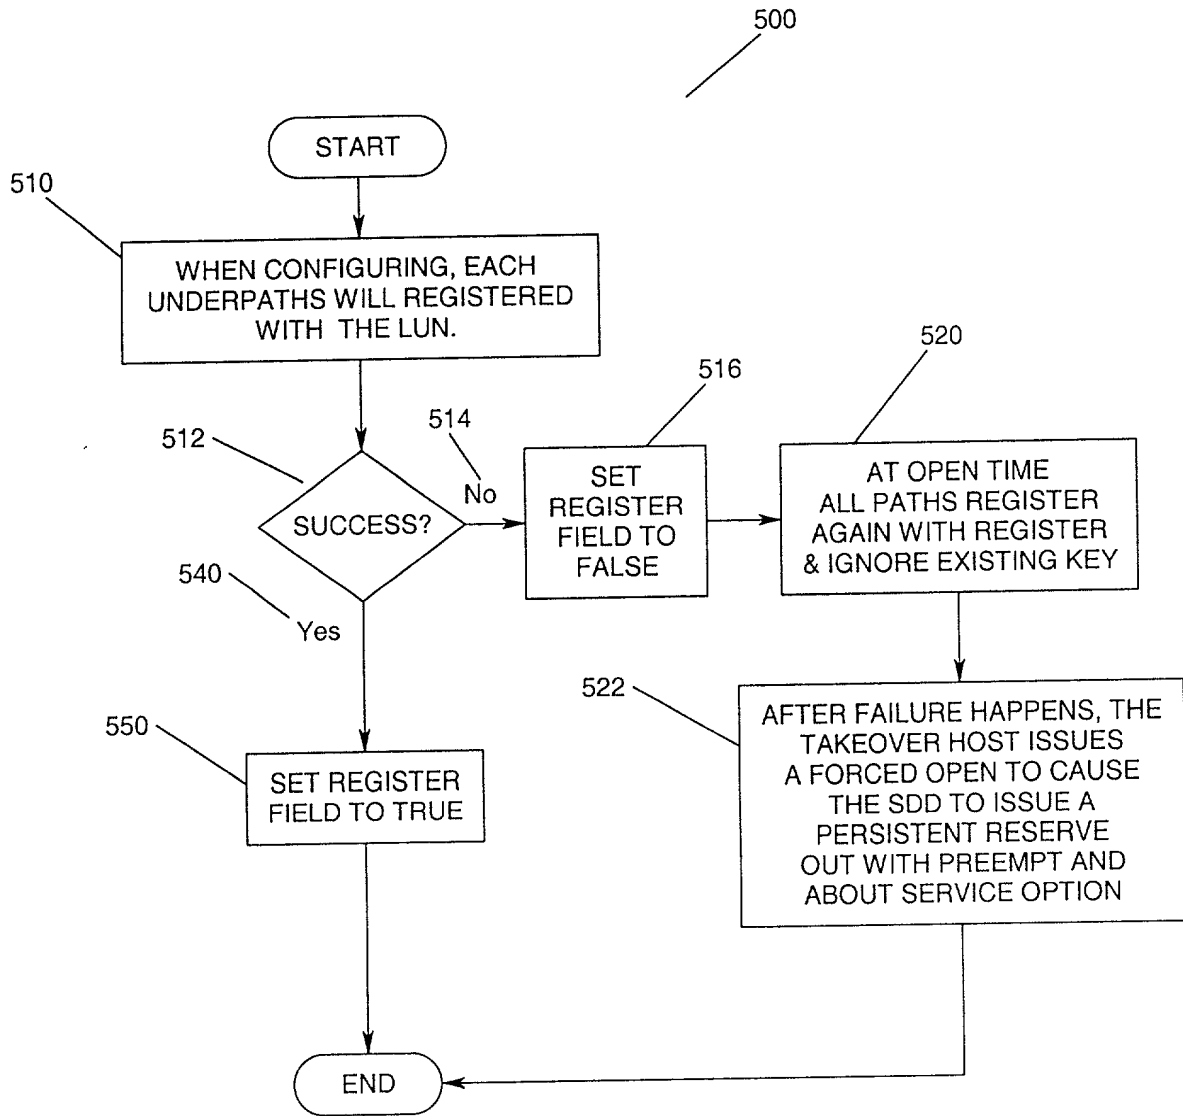 500
START
510
WHEN CONFIGURING, EACH
UNDERPATHS WILL REGISTERED
WITH THE LUN.
512
SUCCESS?
514
No
516
SET
REGISTER
FIELD TO
FALSE
520
AT OPEN TIME
ALL PATHS REGISTER
AGAIN WITH REGISTER
& IGNORE EXISTING KEY
540
Yes
522
AFTER FAILURE HAPPENS, THE
TAKEOVER HOST ISSUES
A FORCED OPEN TO CAUSE
THE SDD TO ISSUE A
PERSISTENT RESERVE
OUT WITH PREEMPT AND
ABOUT SERVICE OPTION
550
SET REGISTER
FIELD TO TRUE
END